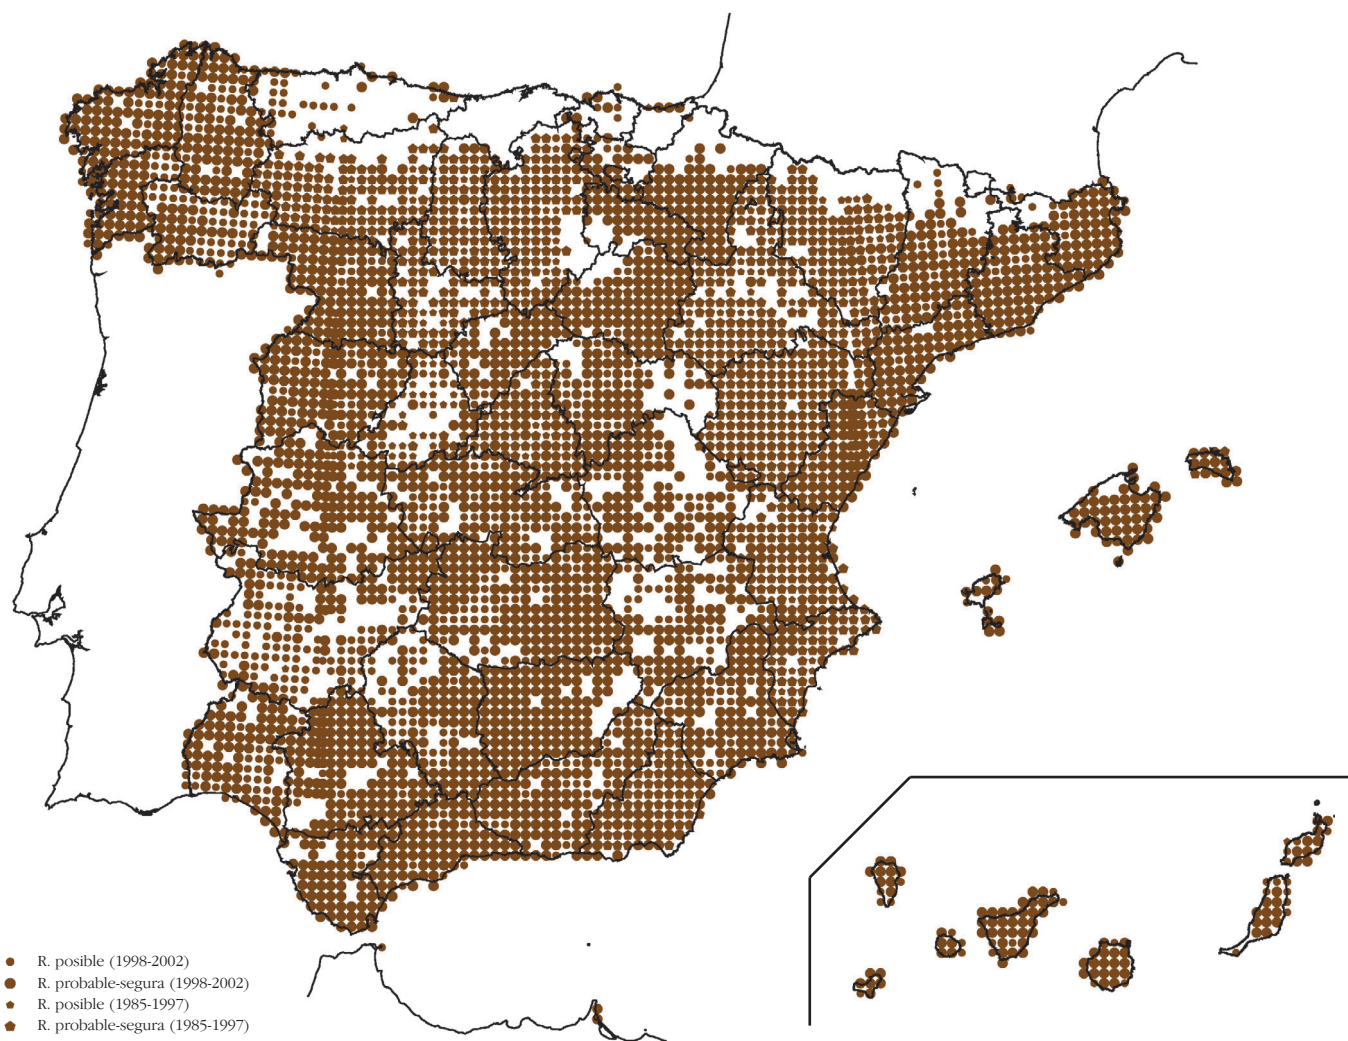 R. posible (1998-2002)
R. probable-segura (1998-2002)
R. posible (1985-1997)
R. probable-segura (1985-1997)